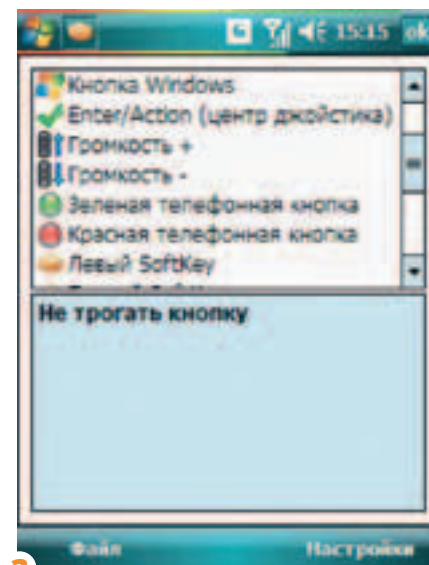 15:15 ok
Кнопка Windows
Enter/Action (центр джойстика)
Громкость +
Громкость -
Зеленая телефонная кнопка
Красная телефонная кнопка
Левый SoftKey
Не трогать кнопку
Файл Настройки